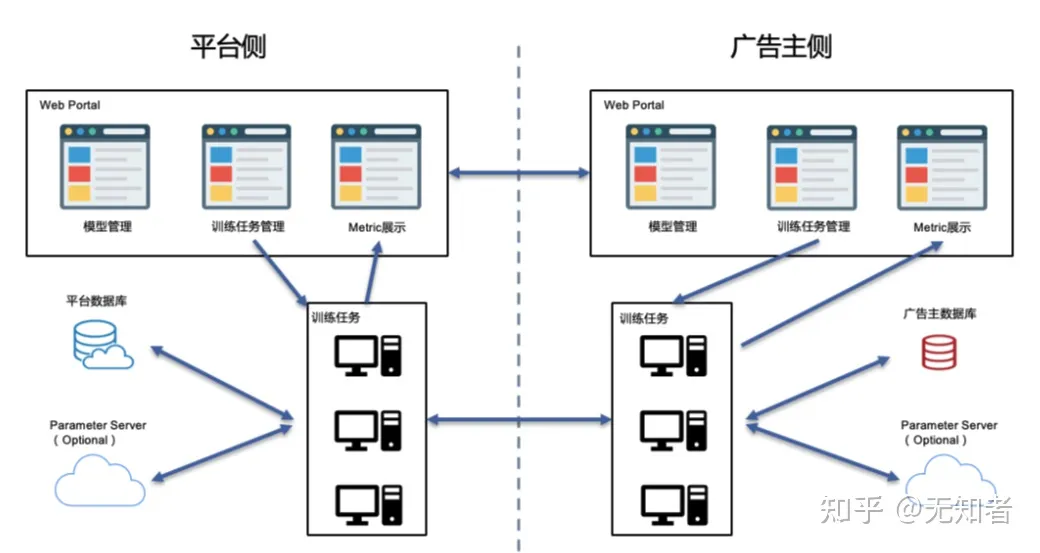 平台侧
广告主侧
Web Portal
模型管理
训练任务管理
Metric展示
Web Portal
模型管理
训练任务管理
Metric展示
平台数据库
训练任务
Parameter Server
（Optional）
训练任务
广告主数据库
Parameter Server
（Optional）
知乎 @无知者